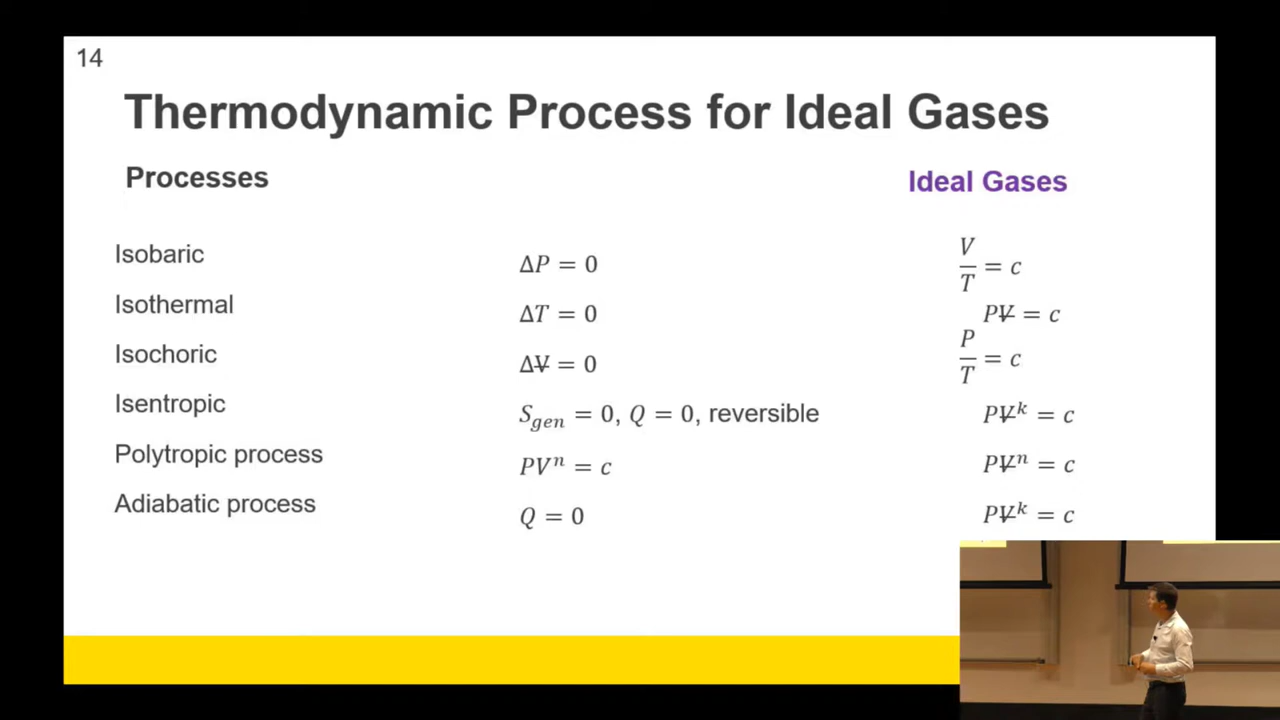 14
Thermodynamic Process for Ideal Gases
Processes
Ideal Gases
Isobaric ΔP = 0 V/T = c
Isothermal ΔT = 0 PV̶ = c
Isochoric ΔV̶ = 0 P/T = c
Isentropic S_gen = 0, Q = 0, reversible PV̶^k = c
Polytropic process PV^n = c PV̶^n = c
Adiabatic process Q = 0 PV̶^k = c